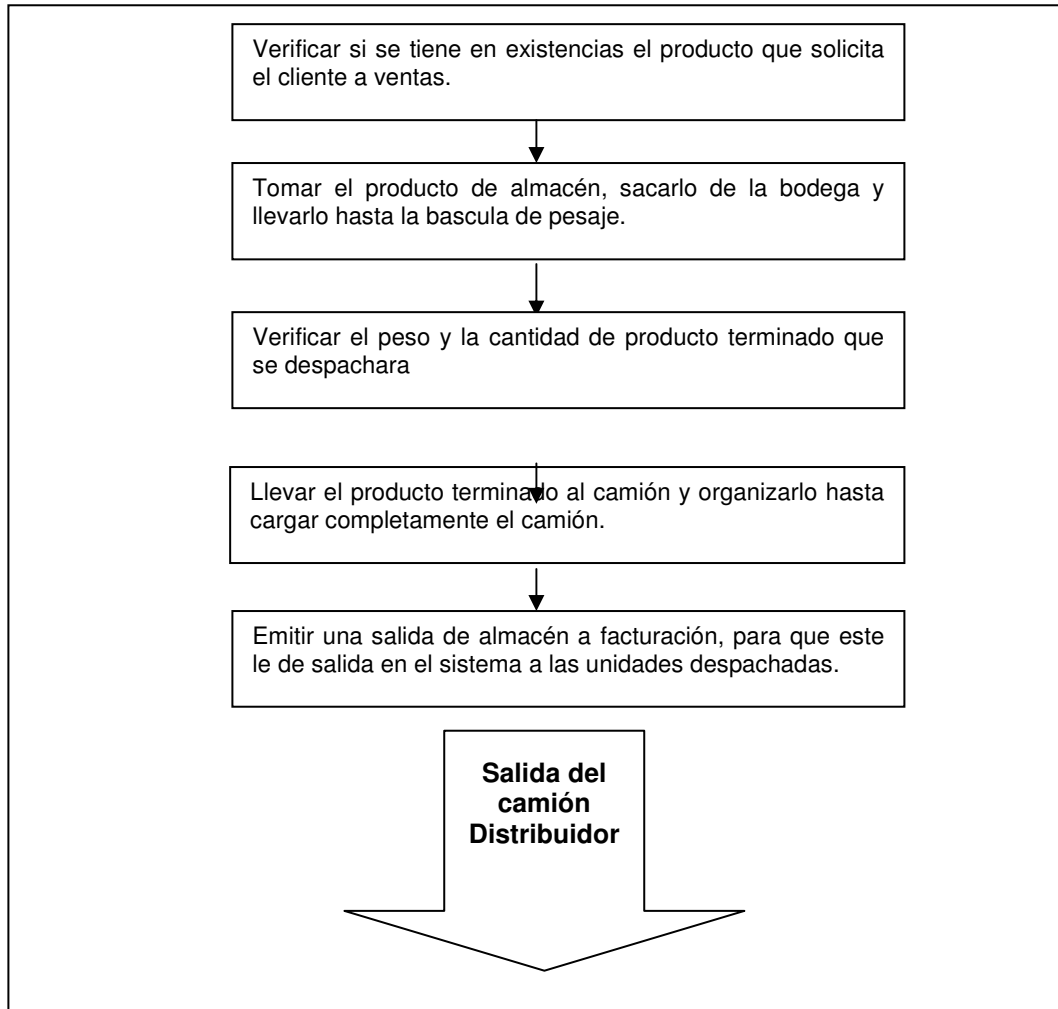 Verificar si se tiene en existencias el producto que solicita
el cliente a ventas.
Tomar el producto de almacén, sacarlo de la bodega y
llevarlo hasta la bascula de pesaje.
Verificar el peso y la cantidad de producto terminado que
se despachara
Llevar el producto terminado al camión y organizarlo hasta
cargar completamente el camión.
Emitir una salida de almacén a facturación, para que este
le de salida en el sistema a las unidades despachadas.
Salida del
camión
Distribuidor